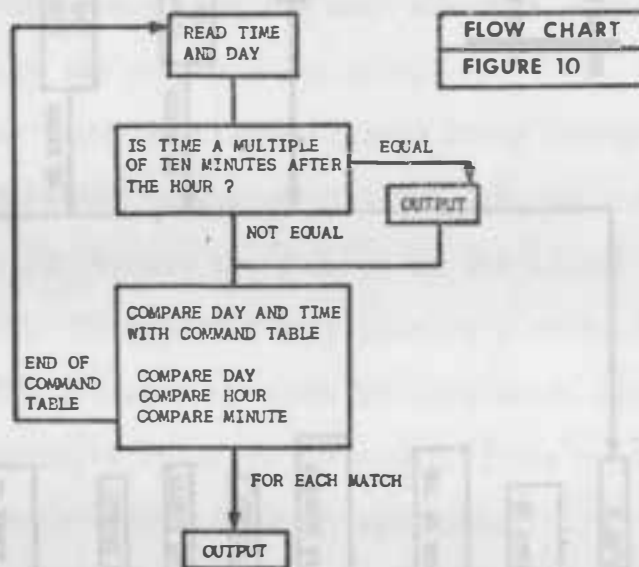 READ TIME
AND DAY
FLOW CHART
FIGURE 10
IS TIME A MULTIPLE
OF TEN MINUTES AFTER
THE HOUR ?
EQUAL
OUTPUT
NOT EQUAL
COMPARE DAY AND TIME
WITH COMMAND TABLE
COMPARE DAY
COMPARE HOUR
COMPARE MINUTE
END OF
COMMAND
TABLE
FOR EACH MATCH
OUTPUT